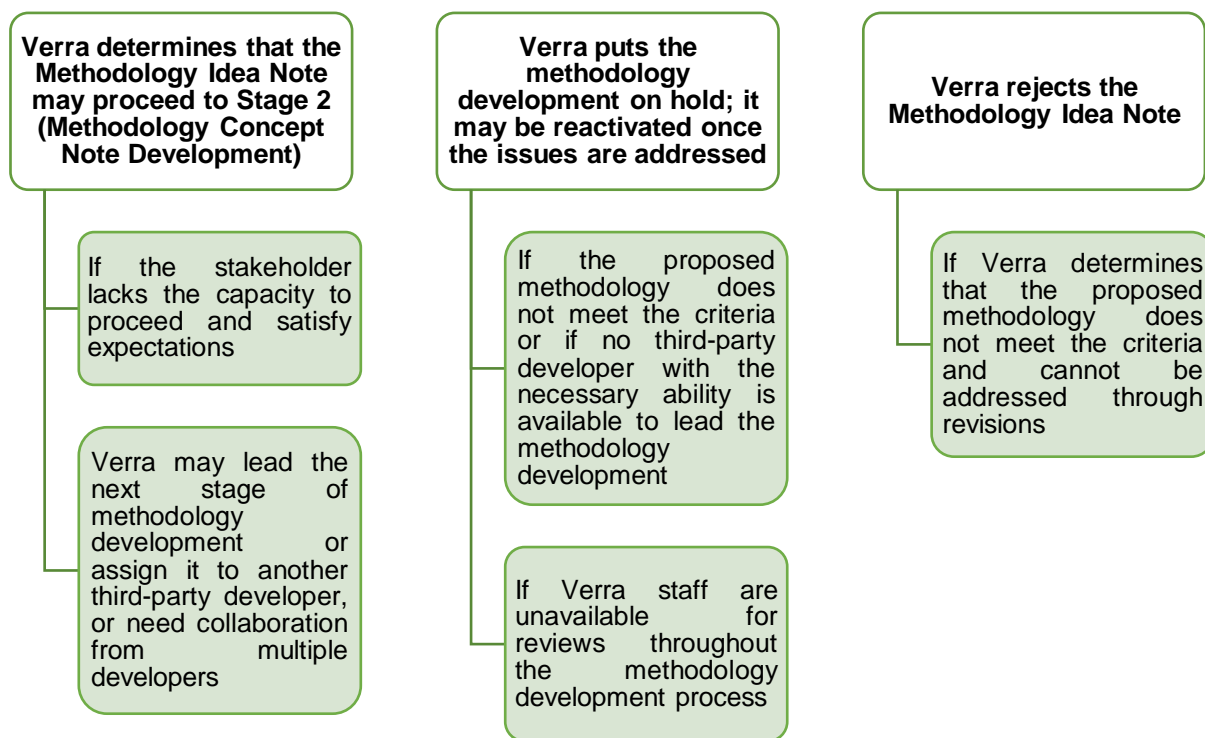 Verra determines that the
Methodology Idea Note
may proceed to Stage 2
(Methodology Concept
Note Development)
If the stakeholder
lacks the capacity to
proceed and satisfy
expectations
Verra may lead the
next stage of
methodology
development or
assign it to another
third-party developer,
or need collaboration
from multiple
developers
Verra puts the
methodology
development on hold; it
may be reactivated once
the issues are addressed
If the proposed
methodology does
not meet the criteria
or if no third-party
developer with the
necessary ability is
available to lead the
methodology
development
If Verra staff are
unavailable for
reviews throughout
the methodology
development process
Verra rejects the
Methodology Idea Note
If Verra determines
that the proposed
methodology does
not meet the criteria
and cannot be
addressed through
revisions